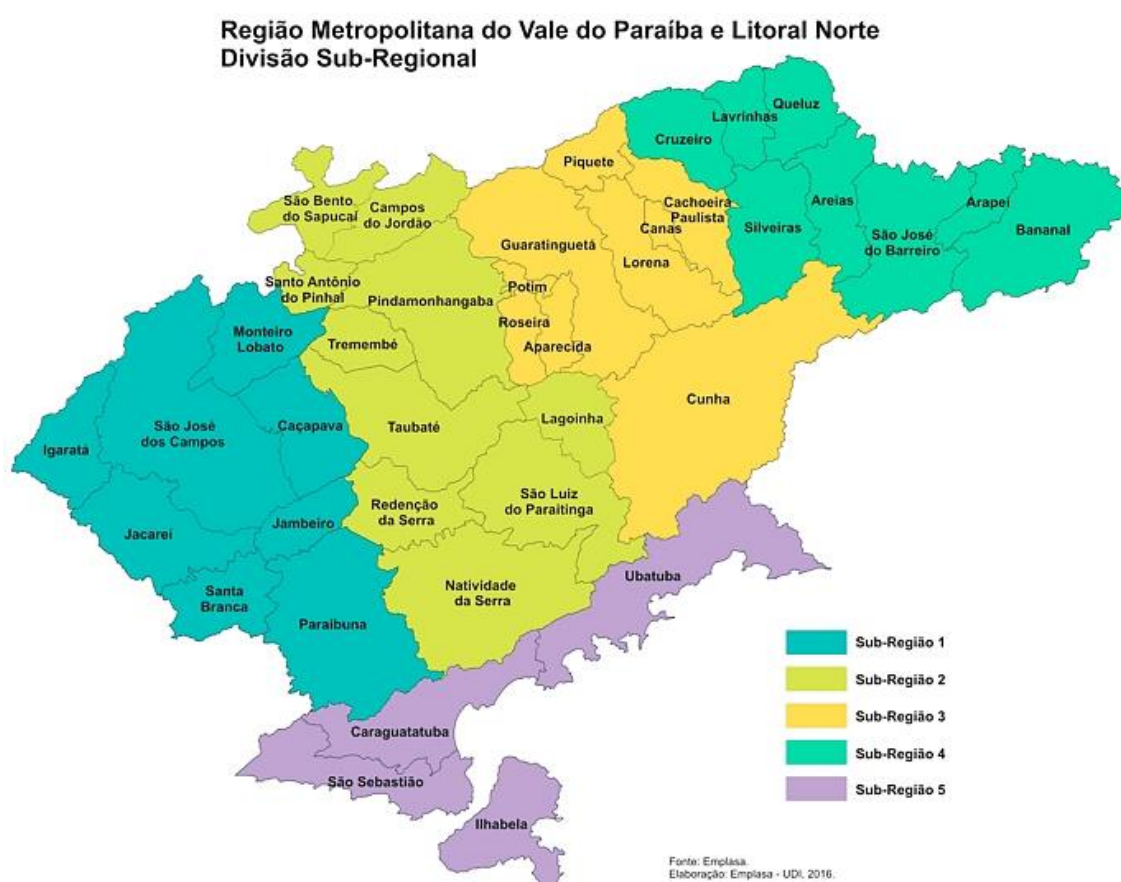 Região Metropolitana do Vale do Paraíba e Litoral Norte
Divisão Sub-Regional
Queluz
Lavrinhas
Cruzeiro
Piquete
São Bento
do Sapucaí
Campos
do Jordão
Cachoeira
Paulista
Canas
Silveiras
Areias
São José
do Barreiro
Arapeí
Bananal
Guaratinguetá
Lorena
Santo Antônio
do Pinhal
Pindamonhangaba
Potim
Roseira
Aparecida
Monteiro
Lobato
Tremembé
Cunha
Lagoinha
Taubaté
Caçapava
São José
dos Campos
Igaratá
São Luiz
do Paraitinga
Redenção
da Serra
Jambeiro
Jacareí
Ubatuba
Natividade
da Serra
Santa
Branca
Paraibuna
Caraguatatuba
São Sebastião
Ilhabela
Sub-Região 1
Sub-Região 2
Sub-Região 3
Sub-Região 4
Sub-Região 5
Fonte: Emplasa.
Elaboração: Emplasa - UDI, 2016.